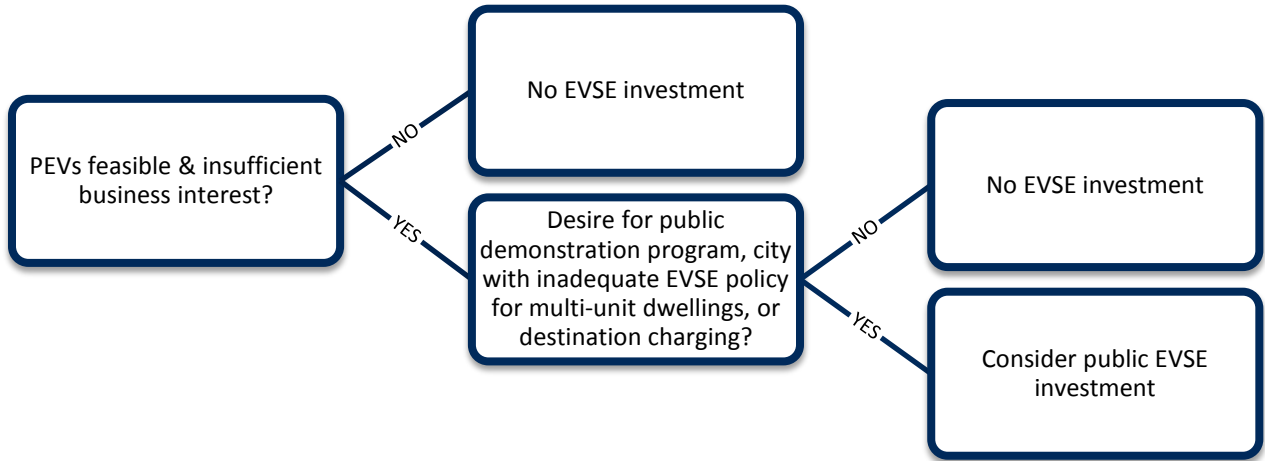 PEVs feasible & insufficient
business interest?
NO
YES
No EVSE investment
Desire for public
demonstration program, city
with inadequate EVSE policy
for multi-unit dwellings, or
destination charging?
NO
YES
No EVSE investment
Consider public EVSE
investment